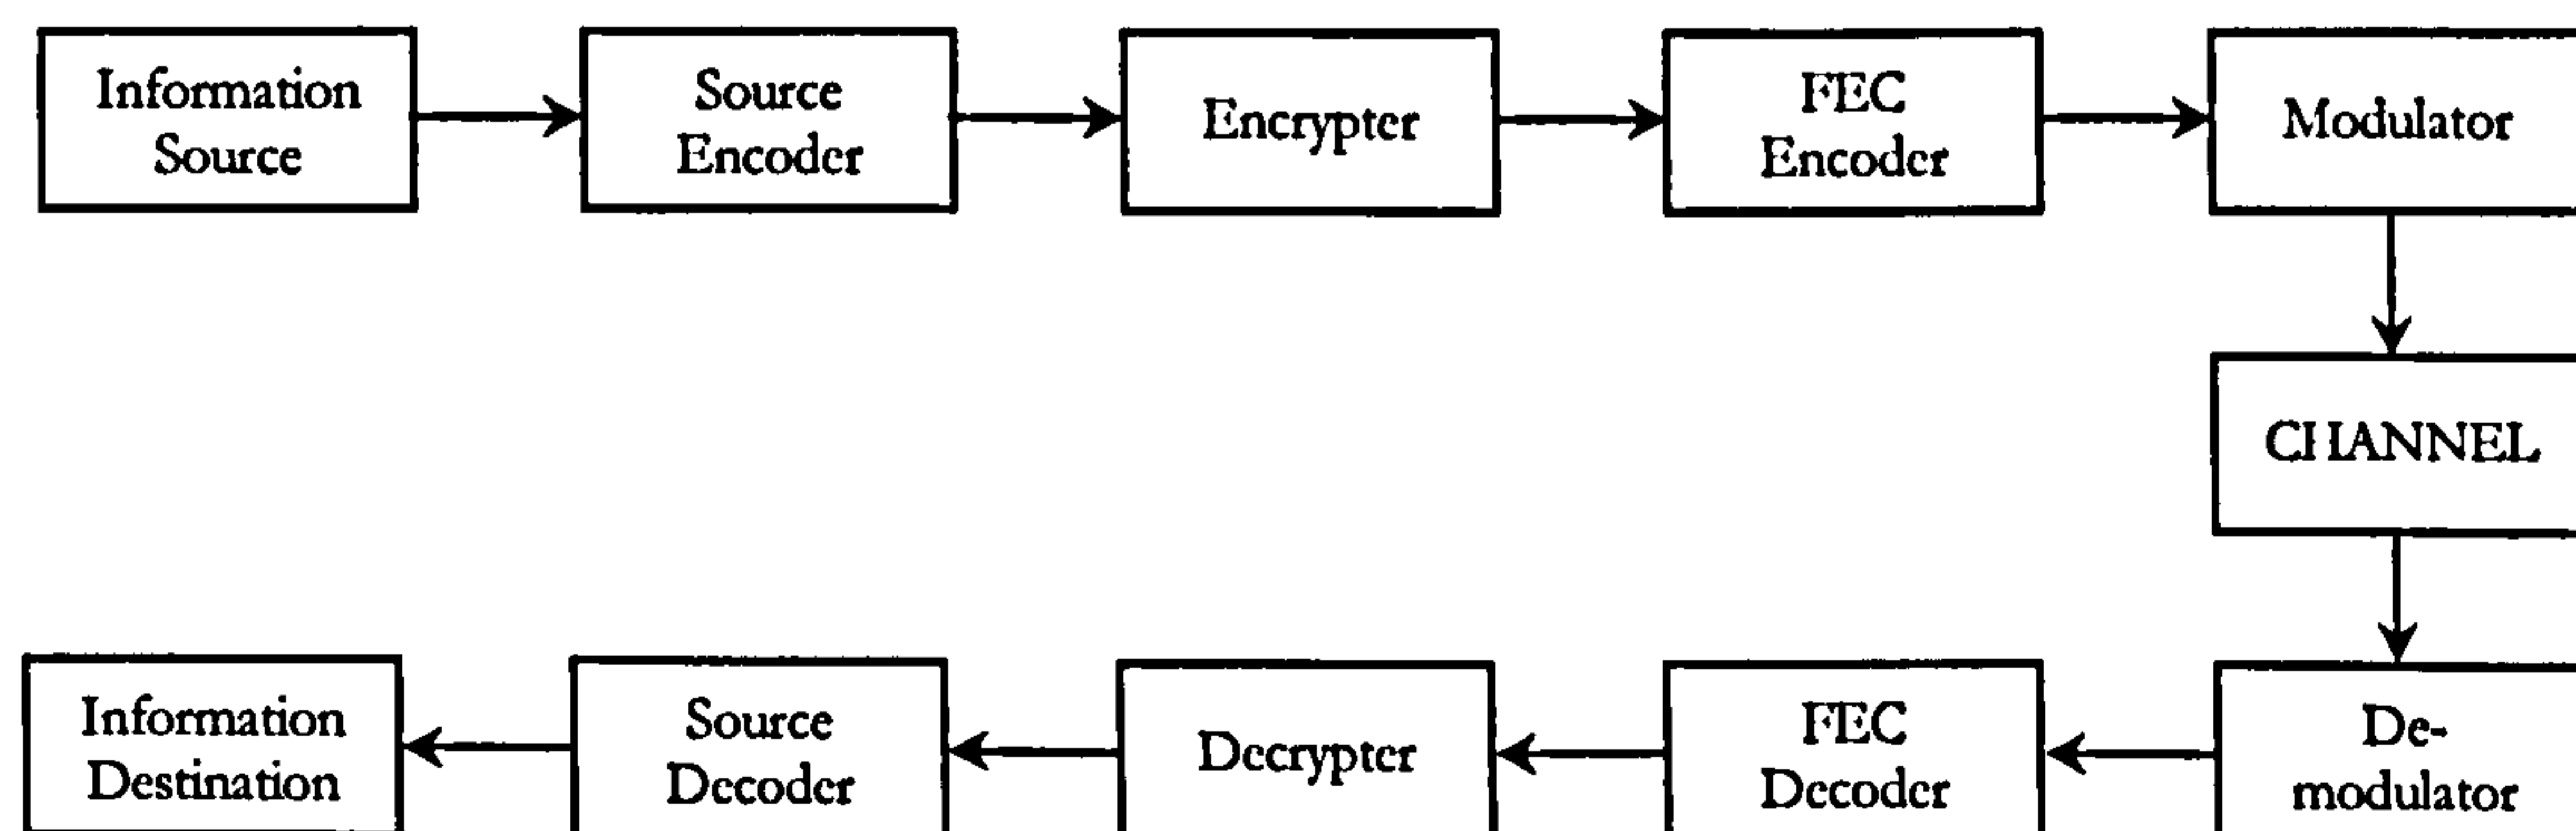 Information
Source
Source
Encoder
Encrypter
FEC
Encoder
Modulator
CHANNEL
Information
Destination
Source
Decoder
Decrypter
FEC
Decoder
De-
modulator